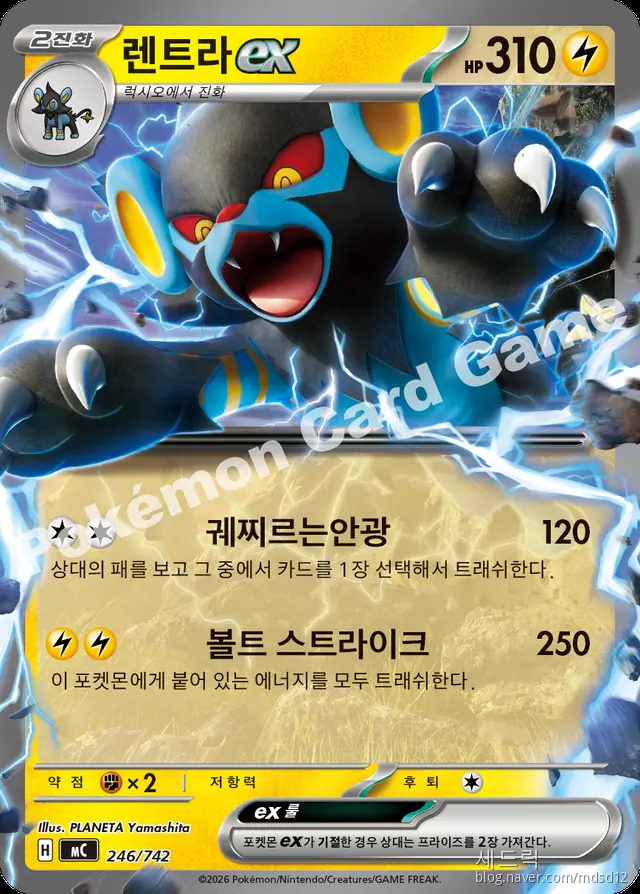 2진화 렌트라 ex HP 310
럭시오에서 진화
Pokémon Card Game
궤찌르는안광 120
상대의 패를 보고 그 중에서 카드를 1장 선택해서 트래쉬한다.
볼트 스트라이크 250
이 포켓몬에게 붙어 있는 에너지를 모두 트래쉬한다.
약점 ×2 저항력 후퇴
ex룰
Illus. PLANETA Yamashita
포켓몬 ex가 기절한 경우 상대는 프라이즈를 2장 가져간다.
H MC 246/742
세드릭
©2026 Pokémon/Nintendo/Creatures/GAME FREAK.
blog.naver.com/mdsd12